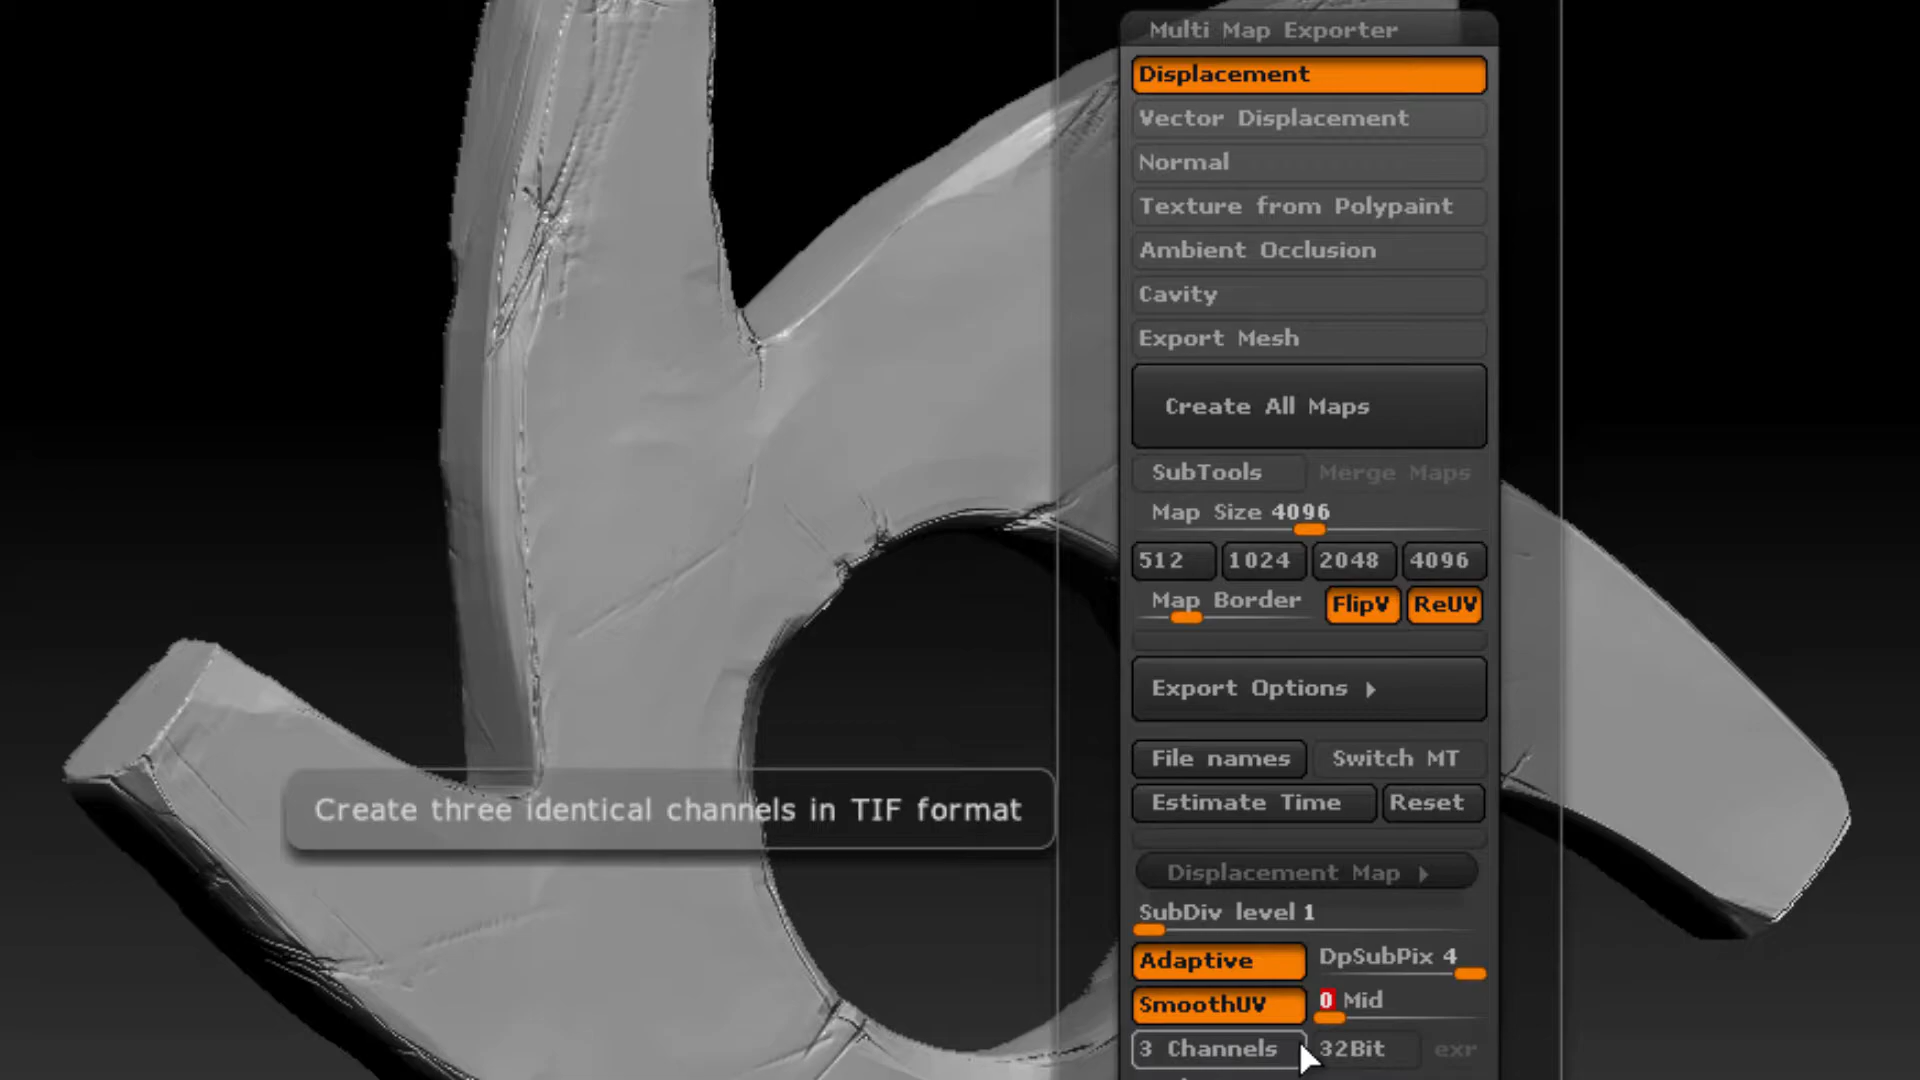 Multi Map Exporter
Displacement
Vector Displacement
Normal
Texture from Polypaint
Ambient Occlusion
Cavity
Export Mesh
Create All Maps
SubTools Merge Maps
Map Size 4096
512 1024 2048 4096
Map Border FlipV ReUV
Export Options
File names Switch MT
Estimate Time Reset
Create three identical channels in TIF format
Displacement Map
SubDiv level 1
Adaptive DpSubPix 4
SmoothUV 0 Mid
3 Channels 32Bit exr